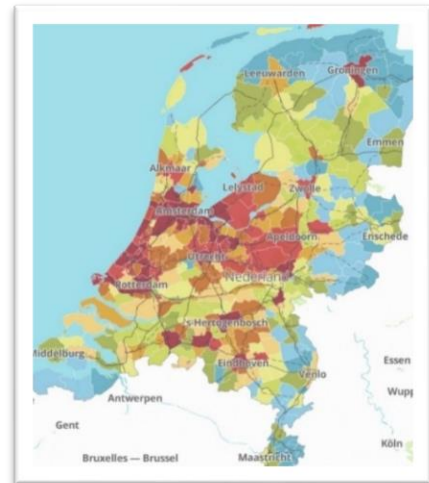 Leeuwarden
Groningen
Emmen
Alkmaar
Lelystad
Zwolle
Amsterdam
Apeldoorn
Enschede
Utrecht
Nederland
Rotterdam
's-Hertogenbosch
Middelburg
Eindhoven
Venlo
Essen
Antwerpen
Wupp
Gent
Köln
Bruxelles — Brussel
Maastricht